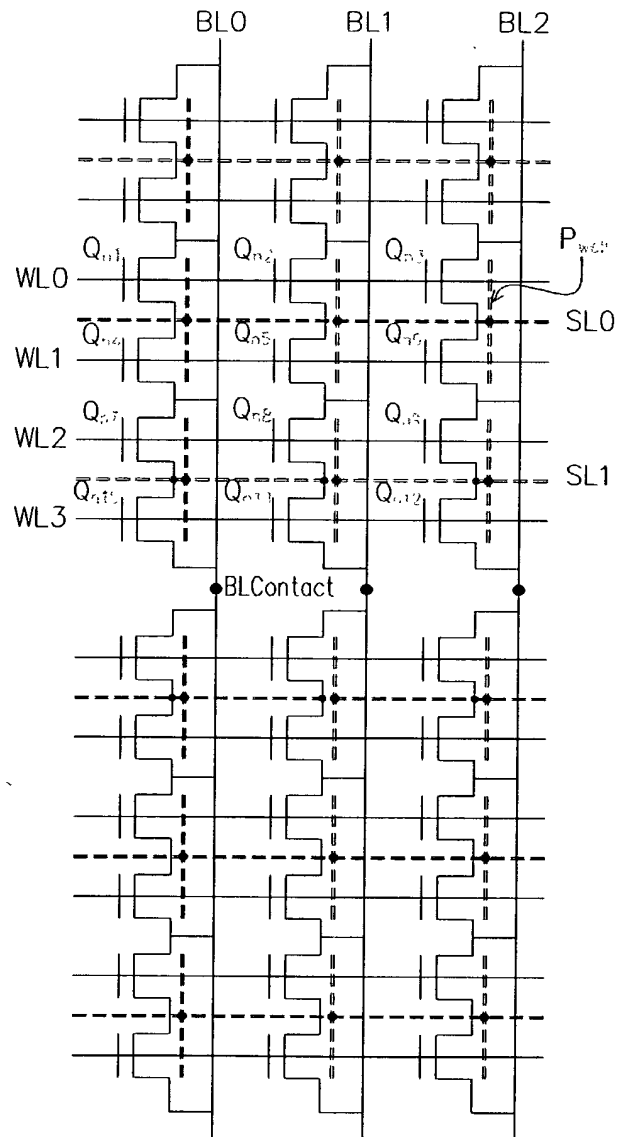 BL0 BL1 BL2
Qn1 Qn2 Qn3 Pwell
WL0
SL0
Qn4 Qn5 Qn6
WL1
Qn7 Qn8 Qn9
WL2
SL1
Qn10 Qn11 Qn12
WL3
BLContact